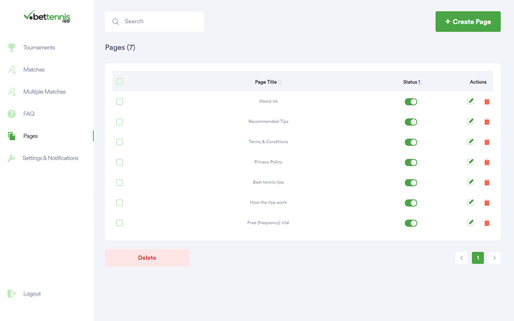 bettennis
app
Search
+ Create Page
Tournaments
Pages (7)
Matches
Page Title
Status
Actions
Multiple Matches
About Us
FAQ
Recommended Tips
Pages
Terms & Conditions
Settings & Notifications
Privacy Policy
Best tennis tips
How the tips work
Free [frequency] trial
Delete
1
Logout